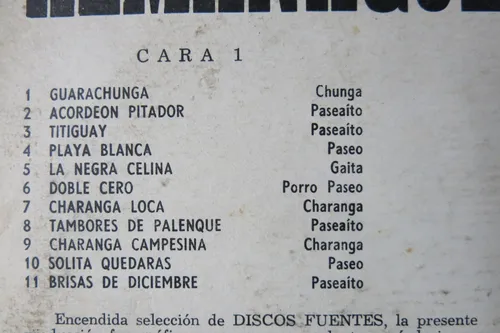 CARA 1
1 GUARACHUNGA Chunga
2 ACORDEON PITADOR Paseaíto
3 TITIGUAY Paseaíto
4 PLAYA BLANCA Paseo
5 LA NEGRA CELINA Gaita
6 DOBLE CERO Porro Paseo
7 CHARANGA LOCA Charanga
8 TAMBORES DE PALENQUE Paseaíto
9 CHARANGA CAMPESINA Charanga
10 SOLITA QUEDARAS Paseo
11 BRISAS DE DICIEMBRE Paseaíto
Encendida selección de DISCOS FUENTES, la presente